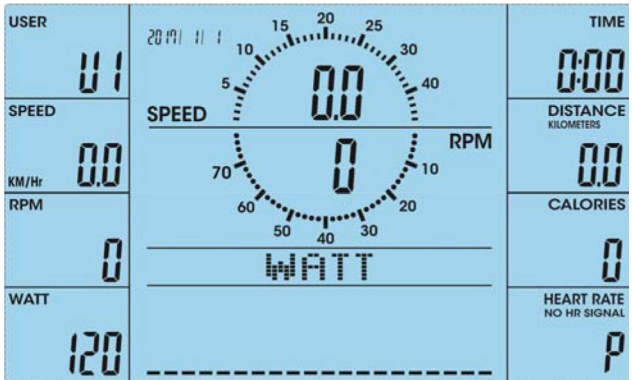 USER
U1
SPEED
KM/Hr 0.0
RPM
0
WATT
120
2017/ 1/ 1
5 10 15 20 25 30 40
0.0
SPEED
RPM
0
70 60 50 40 30 20 10
WATT
TIME
0:00
DISTANCE
KILOMETERS
0.0
CALORIES
0
HEART RATE
NO HR SIGNAL
P